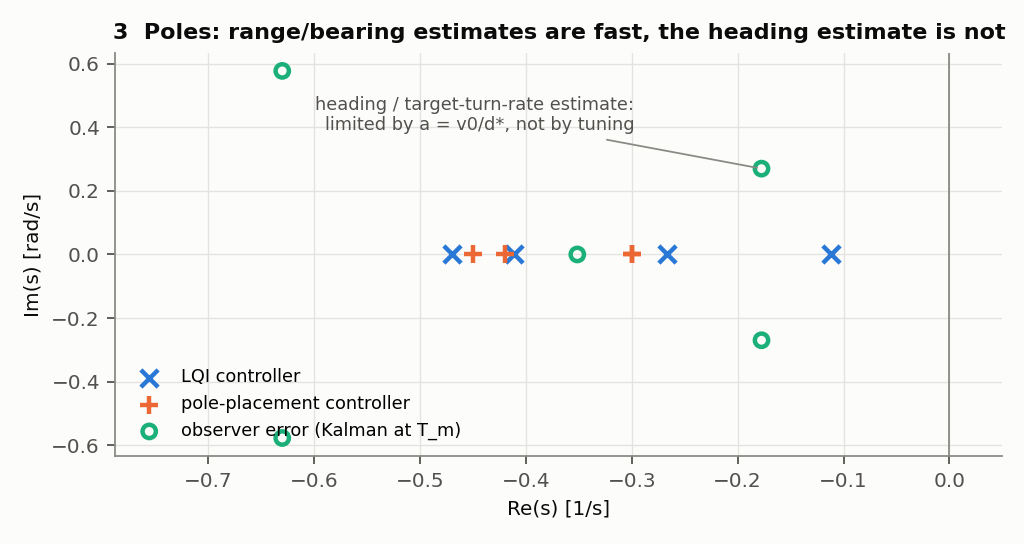 3  Poles: range/bearing estimates are fast, the heading estimate is not
0.6
0.4
0.2
0.0
−0.2
−0.4
−0.6
Im(s) [rad/s]
heading / target-turn-rate estimate:
limited by a = v0/d*, not by tuning
LQI controller
pole-placement controller
observer error (Kalman at T_m)
−0.7
−0.6
−0.5
−0.4
−0.3
−0.2
−0.1
0.0
Re(s) [1/s]